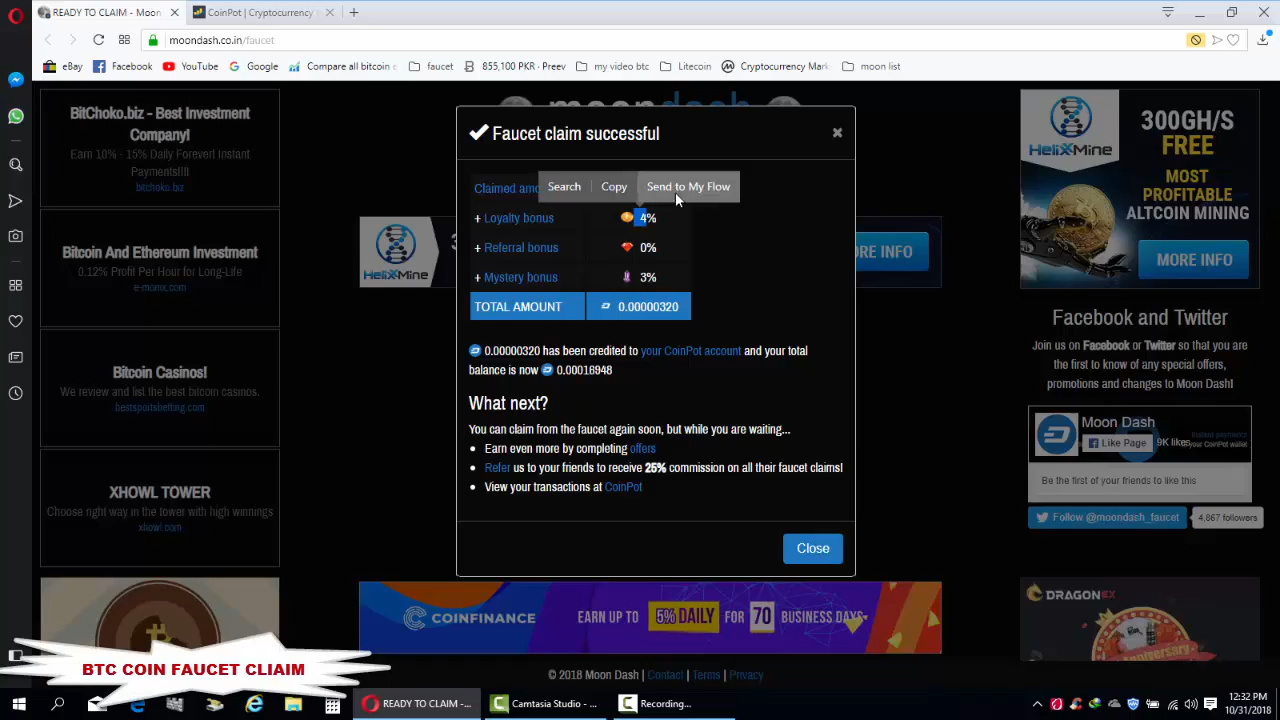 READY TO CLAIM - Moon
CoinPot | Cryptocurrency
moondash.co.in/faucet
eBay
Facebook
YouTube
Google
Compare all bitcoin c
faucet
855,100 PKR · Preev
my video btc
Litecoin
Cryptocurrency Mark
moon list
BitChoko.biz - Best Investment
Company!
Earn 10% - 15% Daily Forever! Instant
Payments!!!!
bitchoko.biz
Bitcoin And Ethereum Investment
0.12% Profit Per Hour for Long-Life
e-monix.com
Bitcoin Casinos!
We review and list the best bitcoin casinos.
bestsportsbetting.com
XHOWL TOWER
Choose right way in the tower with high winnings
xhowl.com
moondash
HelixMine
ORE INFO
Faucet claim successful
×
Claimed amo
Search
Copy
Send to My Flow
+ Loyalty bonus
4%
+ Referral bonus
0%
+ Mystery bonus
3%
TOTAL AMOUNT
0.00000320
0.00000320 has been credited to your CoinPot account and your total
balance is now 0.00016948
What next?
You can claim from the faucet again soon, but while you are waiting...
Earn even more by completing offers
Refer us to your friends to receive 25% commission on all their faucet claims!
View your transactions at CoinPot
Close
HelixMine
300GH/S
FREE
MOST
PROFITABLE
ALTCOIN MINING
MORE INFO
Facebook and Twitter
Join us on Facebook or Twitter so that you are
the first to know of any special offers,
promotions and changes to Moon Dash!
Moon Dash
Like Page
9K likes
your CoinPot wallet
Be the first of your friends to like this
Follow @moondash_faucet
4,867 followers
COINFINANCE
EARN UP TO
5% DAILY
FOR
70
BUSINESS DAYS
DRAGONEX
© 2018 Moon Dash | Contact | Terms | Privacy
BTC COIN FAUCET CLIAIM
READY TO CLAIM -...
Camtasia Studio - ...
Recording...
12:32 PM
10/31/2018